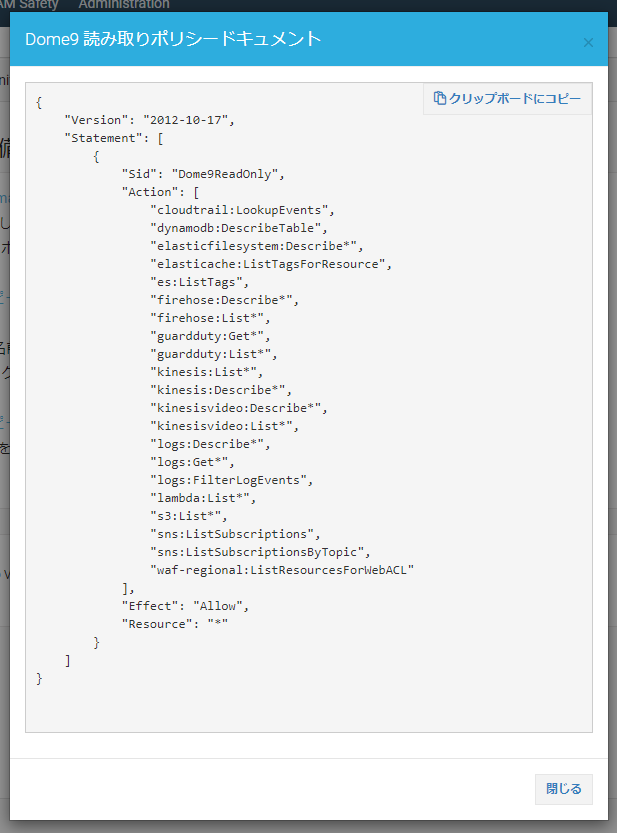 AM Safety Administration
Dome9 読み取りポリシードキュメント ×
クリップボードにコピー
{
    "Version": "2012-10-17",
    "Statement": [
        {
            "Sid": "Dome9ReadOnly",
            "Action": [
                "cloudtrail:LookupEvents",
                "dynamodb:DescribeTable",
                "elasticfilesystem:Describe*",
                "elasticache:ListTagsForResource",
                "es:ListTags",
                "firehose:Describe*",
                "firehose:List*",
                "guardduty:Get*",
                "guardduty:List*",
                "kinesis:List*",
                "kinesis:Describe*",
                "kinesisvideo:Describe*",
                "kinesisvideo:List*",
                "logs:Describe*",
                "logs:Get*",
                "logs:FilterLogEvents",
                "lambda:List*",
                "s3:List*",
                "sns:ListSubscriptions",
                "sns:ListSubscriptionsByTopic",
                "waf-regional:ListResourcesForWebACL"
            ],
            "Effect": "Allow",
            "Resource": "*"
        }
    ]
}
閉じる